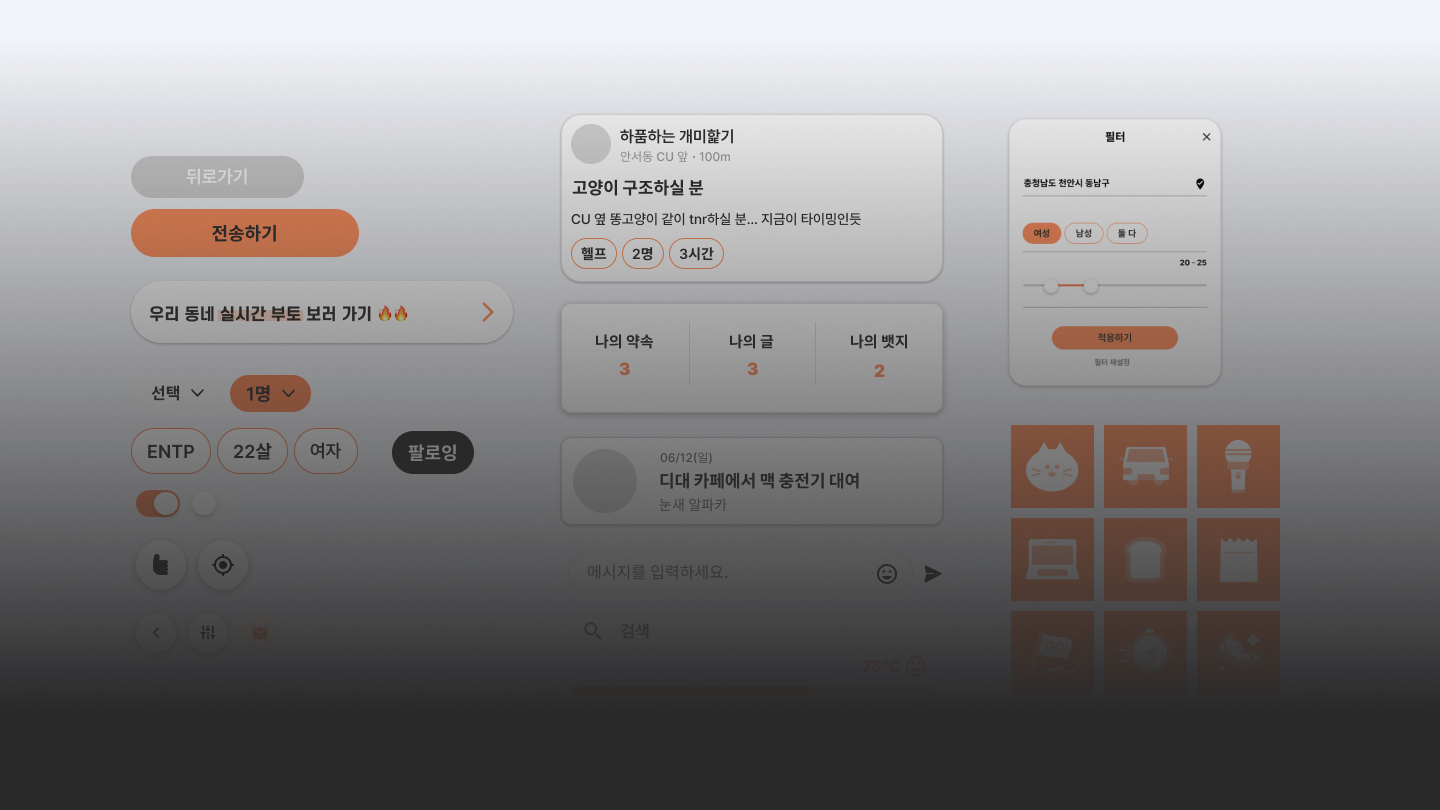 뒤로가기
전송하기
우리 동네 실시간 부토 보러 가기 🔥🔥
선택
1명
ENTP
22살
여자
팔로잉
하품하는 개미핥기
안서동 CU 앞 • 100m
고양이 구조하실 분
CU 옆 똥고양이 같이 tnr하실 분... 지금이 타이밍인듯
헬프
2명
3시간
나의 약속
3
나의 글
3
나의 뱃지
2
06/12(일)
디대 카페에서 맥 충전기 대여
눈새 알파카
메시지를 입력하세요.
검색
75°C
필터
충청남도 천안시 동남구
여성
남성
둘 다
20 - 25
적용하기
필터 재설정
GO!